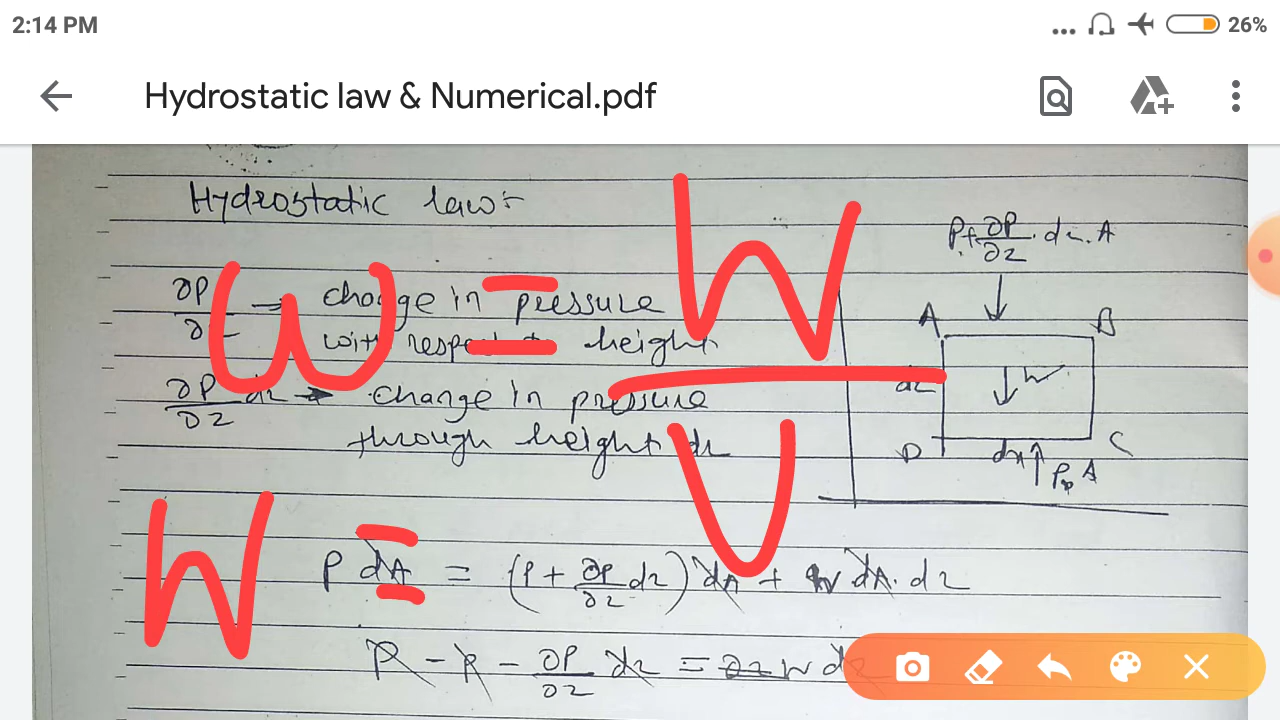 2:14 PM
... 26%
Hydrostatic law & Numerical.pdf
Hydrostatic law:-
∂P/∂z → change in pressure
with respect to height
∂P/∂z dz → change in pressure
through height dz
P+ ∂P/∂z . dz. A
A B
dz ↓W
D dx ↑ C
A
ω = W/V
W =
P dA = (P + ∂P/∂z dz) dA + W dA. dz
P - P - ∂P/∂z dz = W dz